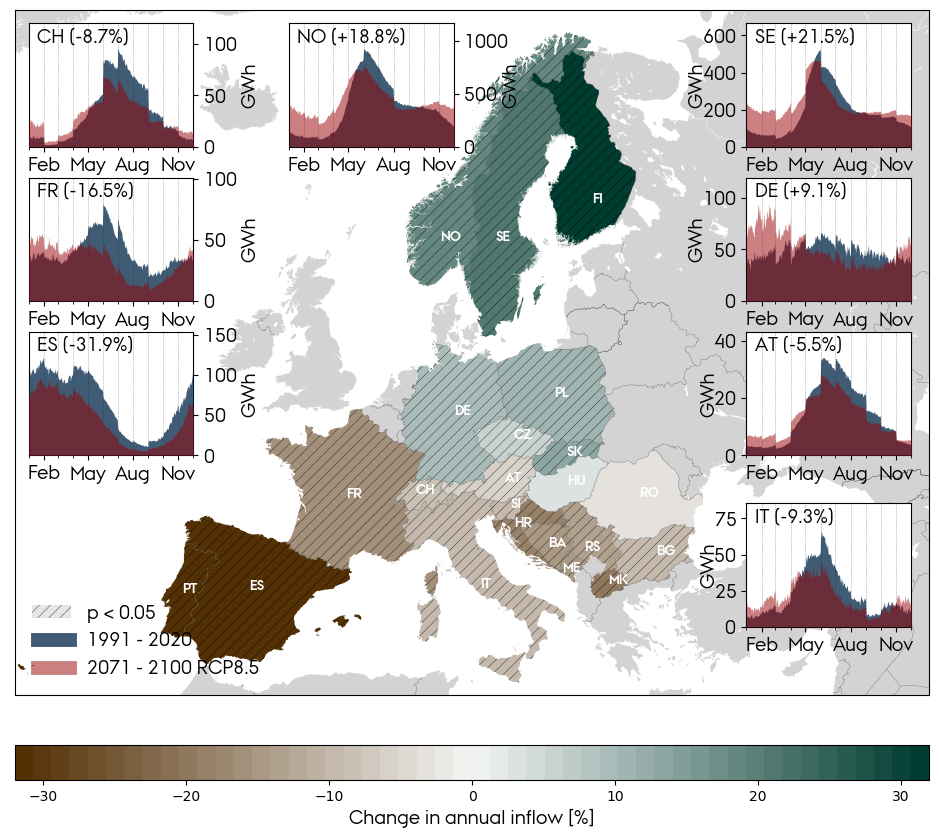 CH (-8.7%)
100
50
0
GWh
Feb May Aug Nov
NO (+18.8%)
1000
500
0
GWh
Feb May Aug Nov
SE (+21.5%)
600
400
200
0
GWh
Feb May Aug Nov
FR (-16.5%)
100
50
0
GWh
Feb May Aug Nov
DE (+9.1%)
100
50
0
GWh
Feb May Aug Nov
ES (-31.9%)
150
100
50
0
GWh
Feb May Aug Nov
AT (-5.5%)
40
20
0
GWh
Feb May Aug Nov
IT (-9.3%)
75
50
25
0
GWh
Feb May Aug Nov
FI
NO
SE
DE
PL
CZ
SK
AT
HU
CH
FR
RO
SI
HR
BA
RS
BG
ME
MK
IT
PT
ES
p < 0.05
1991 - 2020
2071 - 2100 RCP8.5
−30 −20 −10 0 10 20 30
Change in annual inflow [%]